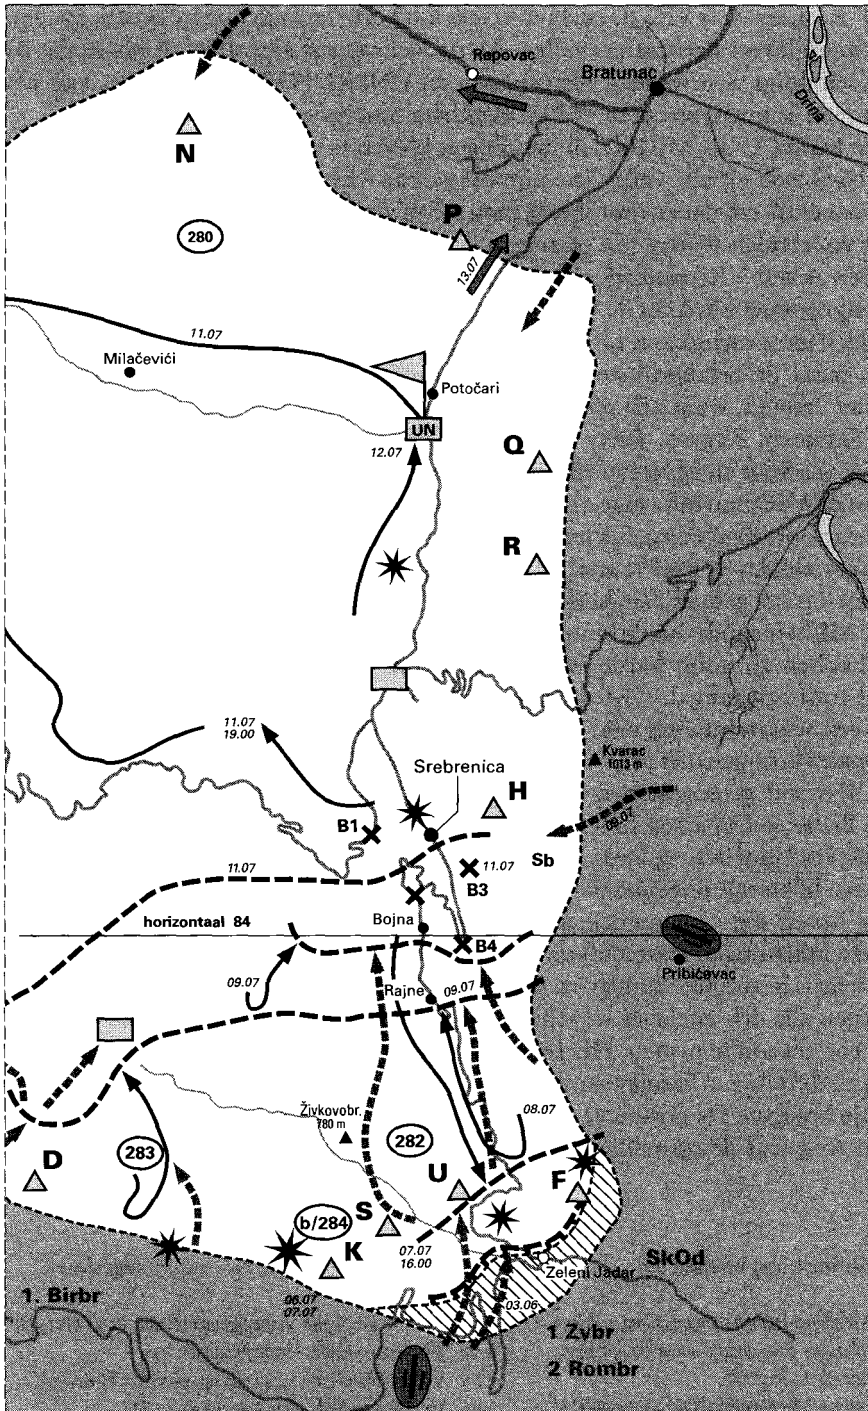 Repovac
Bratunac
Drina
N
280
P
13.07
11.07
Milačevići
Potočari
UN
12.07
Q
R
11.07
19.00
Kvarac
1013 m
Srebrenica
H
09.07
B1
11.07
11.07
Sb
B3
horizontaal 84
Bojna
B4
Pribićevac
09.07
Rajne
09.07
Živkovobr.
780 m
08.07
282
283
D
U
F
b/284
S
K
07.07
16.00
SkOd
Zeleni Jadar
1. Birbr
06.07
07.07
03.06
1 Zvbr
2 Rombr